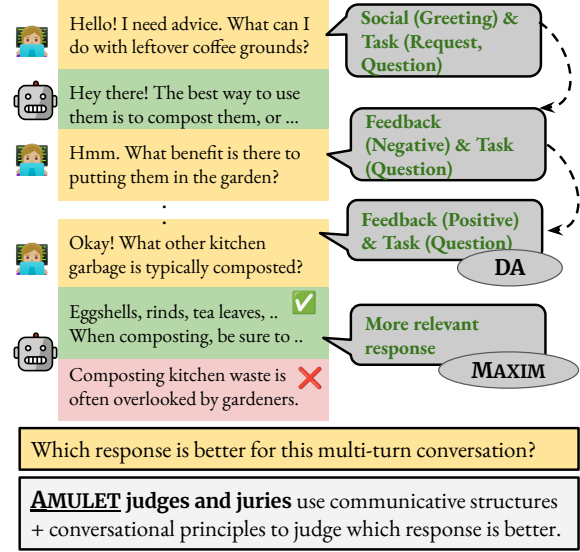 Hello! I need advice. What can I
do with leftover coffee grounds?
Social (Greeting) &
Task (Request,
Question)
Hey there! The best way to use
them is to compost them, or ...
Hmm. What benefit is there to
putting them in the garden?
Feedback
(Negative) & Task
(Question)
Okay! What other kitchen
garbage is typically composted?
Feedback (Positive)
& Task (Question)
DA
Eggshells, rinds, tea leaves, ..
When composting, be sure to ..
More relevant
response
MAXIM
Composting kitchen waste is
often overlooked by gardeners.
Which response is better for this multi-turn conversation?
AMULET judges and juries use communicative structures
+ conversational principles to judge which response is better.